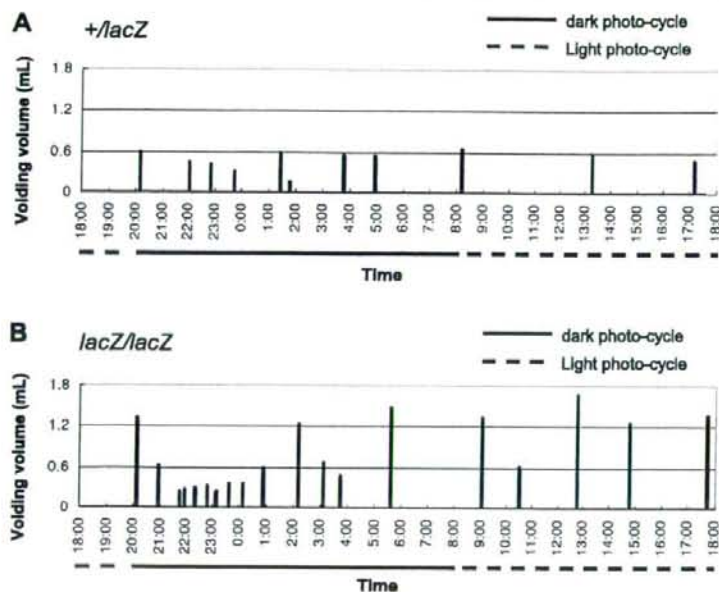 A
+/lacZ
dark photo-cycle
Light photo-cycle
Voiding volume (mL)
1.8
1.2
0.6
0
18:00 19:00 20:00 21:00 22:00 23:00 0:00 1:00 2:00 3:00 4:00 5:00 6:00 7:00 8:00 9:00 10:00 11:00 12:00 13:00 14:00 15:00 16:00 17:00 18:00
Time
B
lacZ/lacZ
dark photo-cycle
Light photo-cycle
Voiding volume (mL)
1.8
1.2
0.6
0
18:00 19:00 20:00 21:00 22:00 23:00 0:00 1:00 2:00 3:00 4:00 5:00 6:00 7:00 8:00 9:00 10:00 11:00 12:00 13:00 14:00 15:00 16:00 17:00 18:00
Time